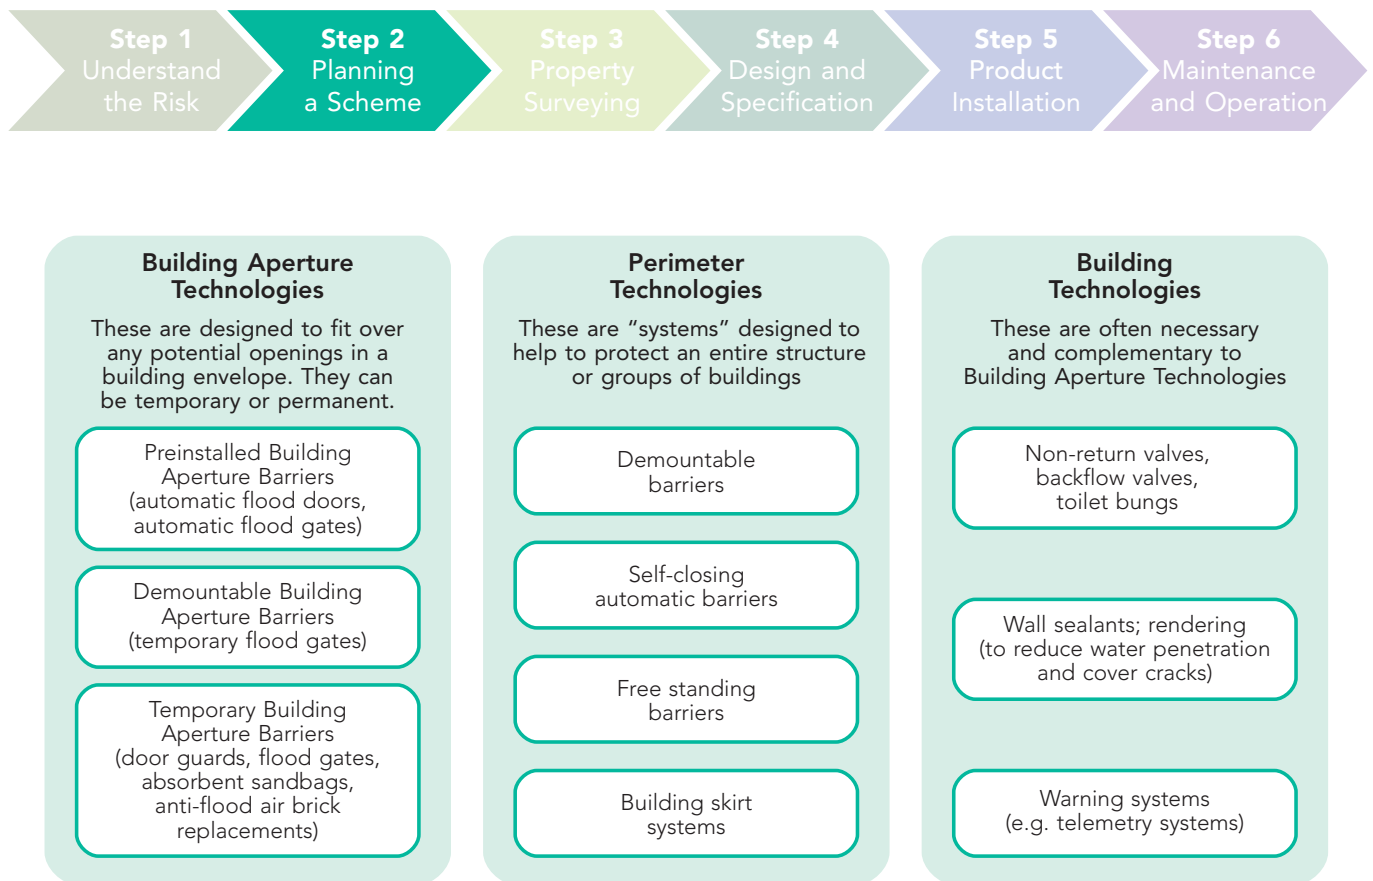 Step 1
Understand
the Risk
Step 2
Planning
a Scheme
Step 3
Property
Surveying
Step 4
Design and
Specification
Step 5
Product
Installation
Step 6
Maintenance
and Operation
Building Aperture
Technologies
These are designed to fit over
any potential openings in a
building envelope. They can
be temporary or permanent.
Preinstalled Building
Aperture Barriers
(automatic flood doors,
automatic flood gates)
Demountable Building
Aperture Barriers
(temporary flood gates)
Temporary Building
Aperture Barriers
(door guards, flood gates,
absorbent sandbags,
anti-flood air brick
replacements)
Perimeter
Technologies
These are “systems” designed to
help to protect an entire structure
or groups of buildings
Demountable
barriers
Self-closing
automatic barriers
Free standing
barriers
Building skirt
systems
Building
Technologies
These are often necessary
and complementary to
Building Aperture Technologies
Non-return valves,
backflow valves,
toilet bungs
Wall sealants; rendering
(to reduce water penetration
and cover cracks)
Warning systems
(e.g. telemetry systems)